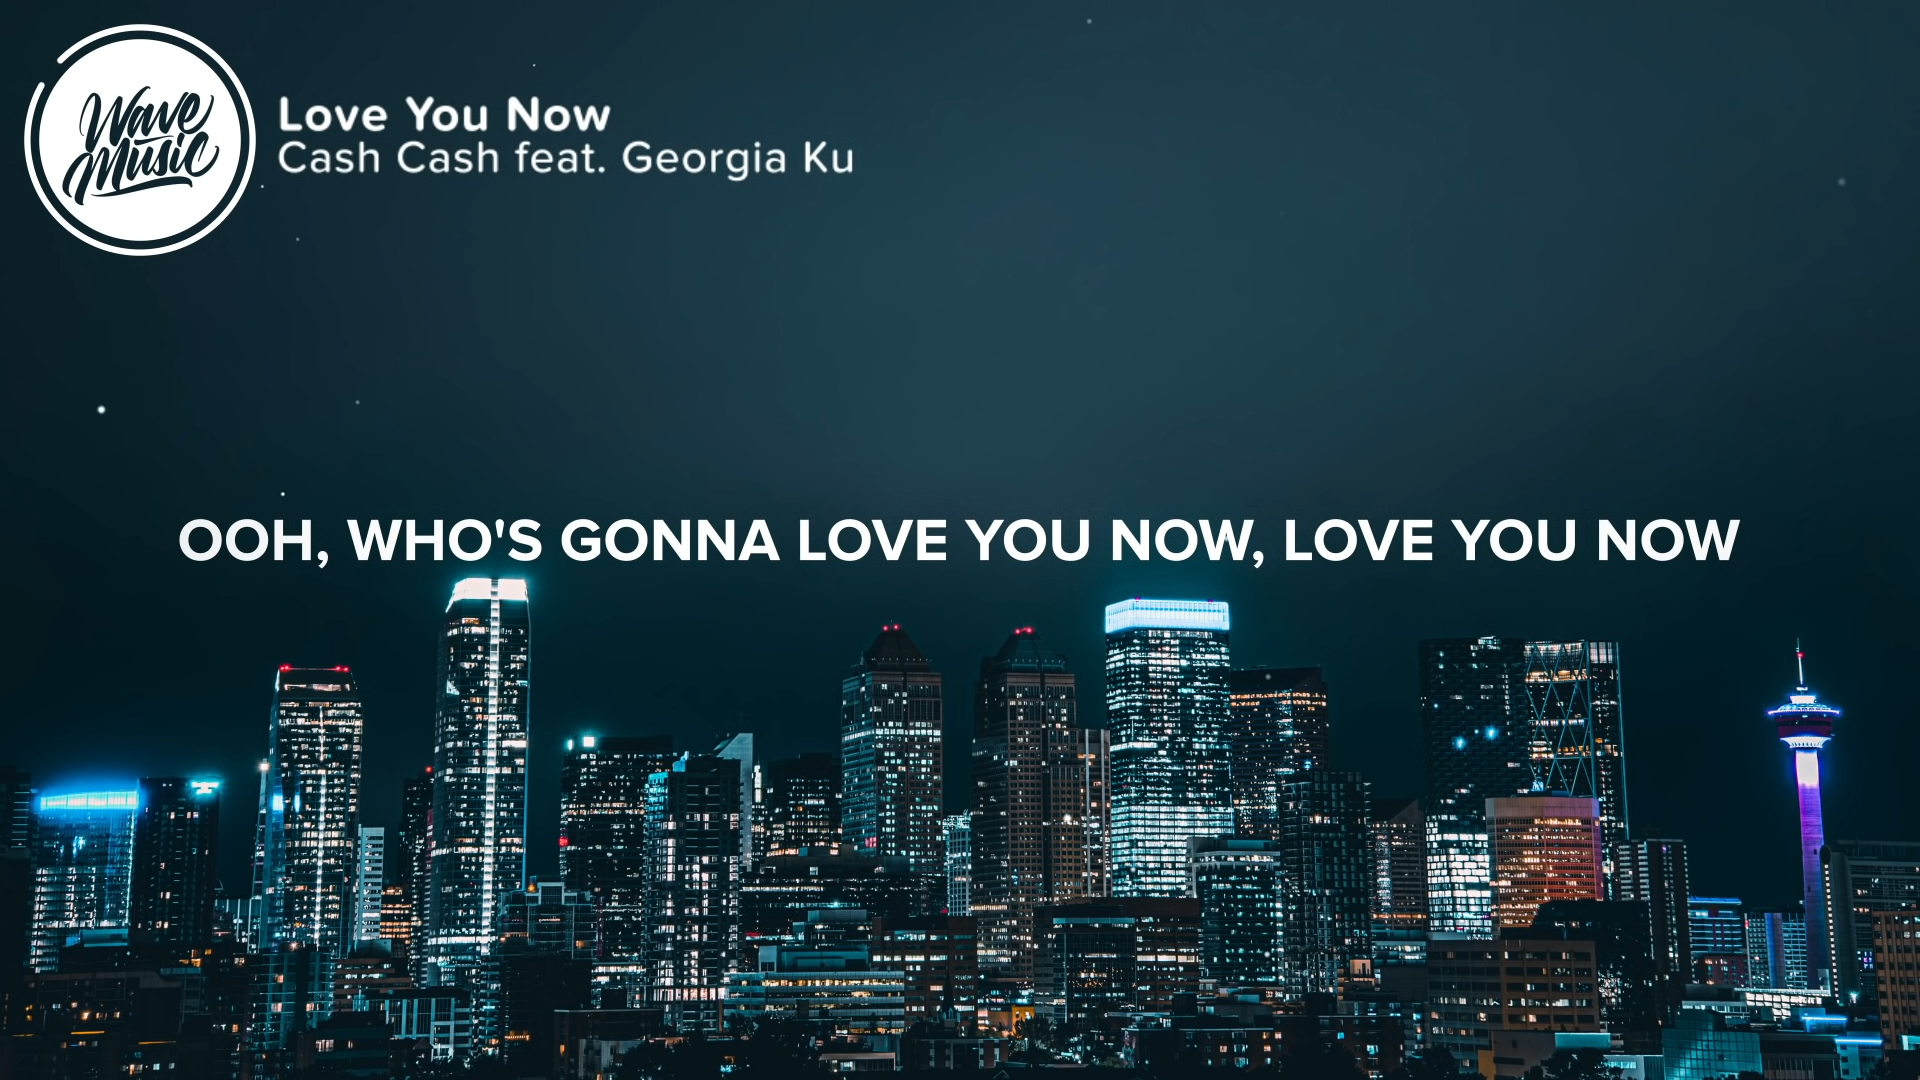 Wave
Music
Love You Now
Cash Cash feat. Georgia Ku
OOH, WHO'S GONNA LOVE YOU NOW, LOVE YOU NOW